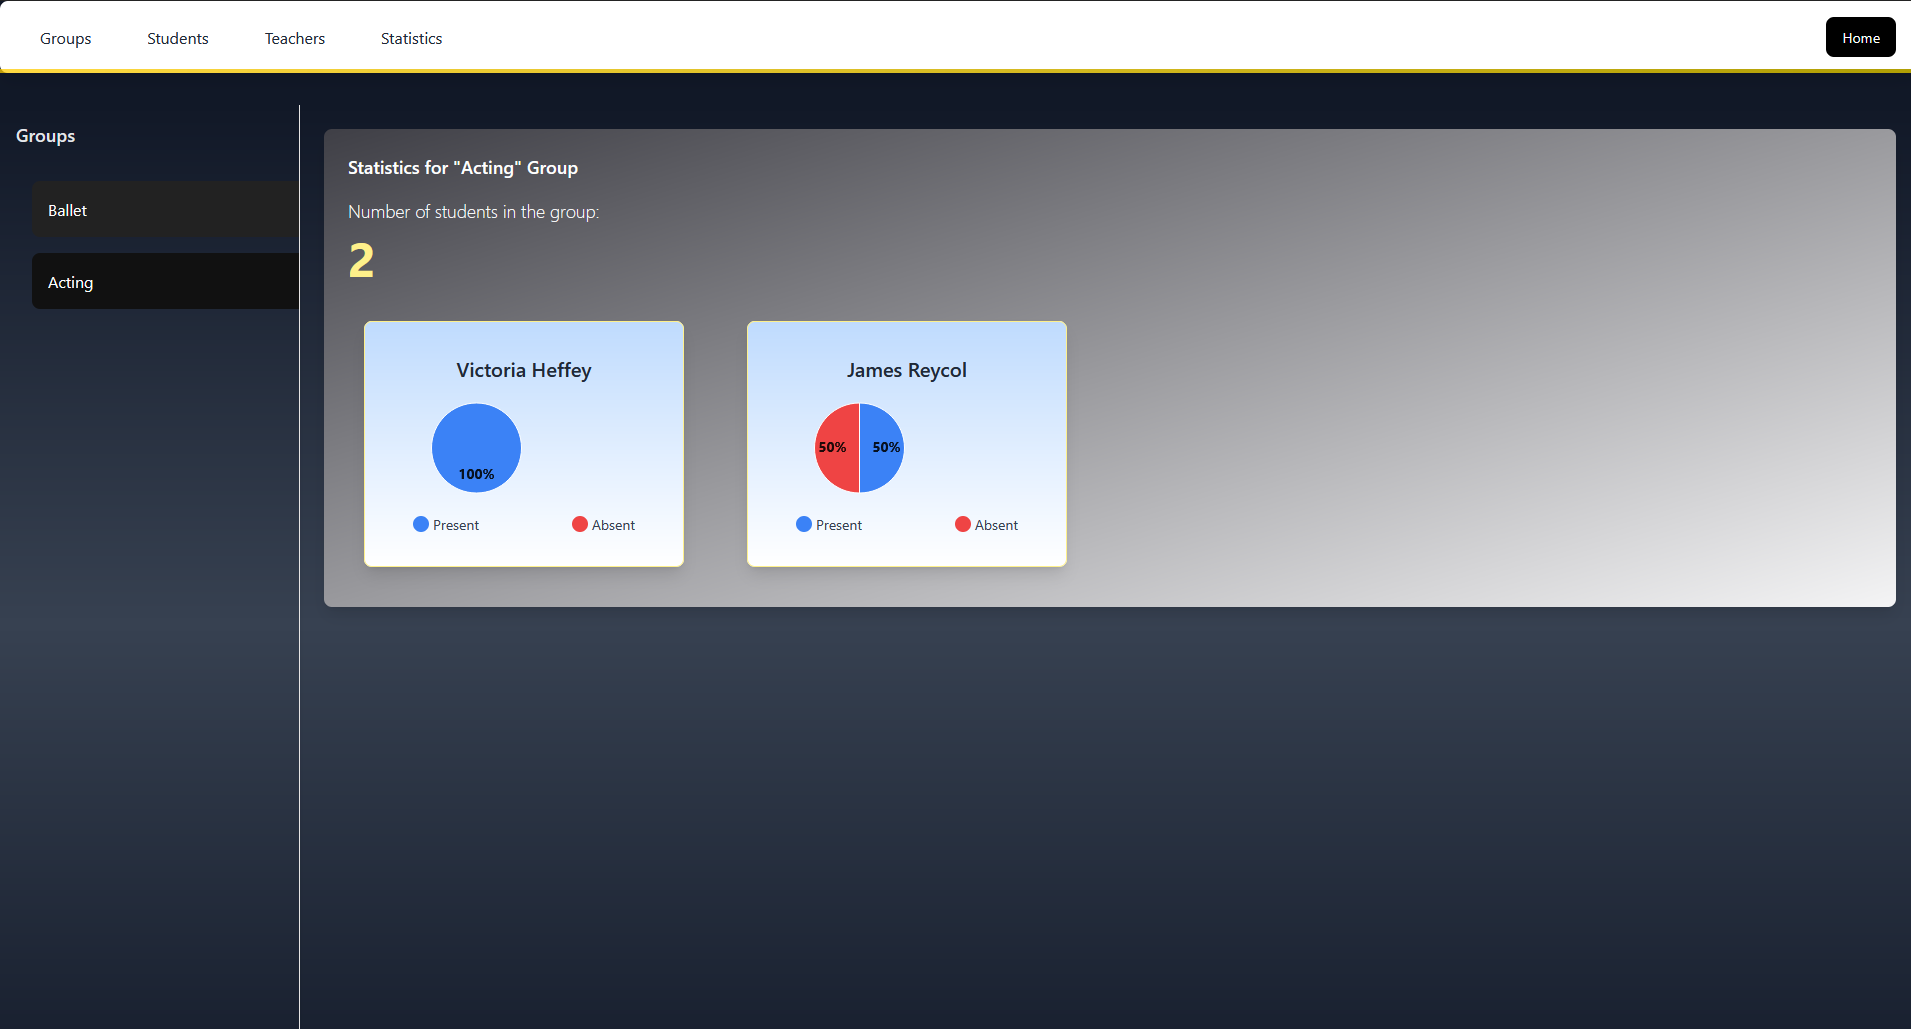 Groups Students Teachers Statistics Home
Groups
Ballet
Acting
Statistics for "Acting" Group
Number of students in the group:
2
Victoria Heffey
100%
Present Absent
James Reycol
50% 50%
Present Absent